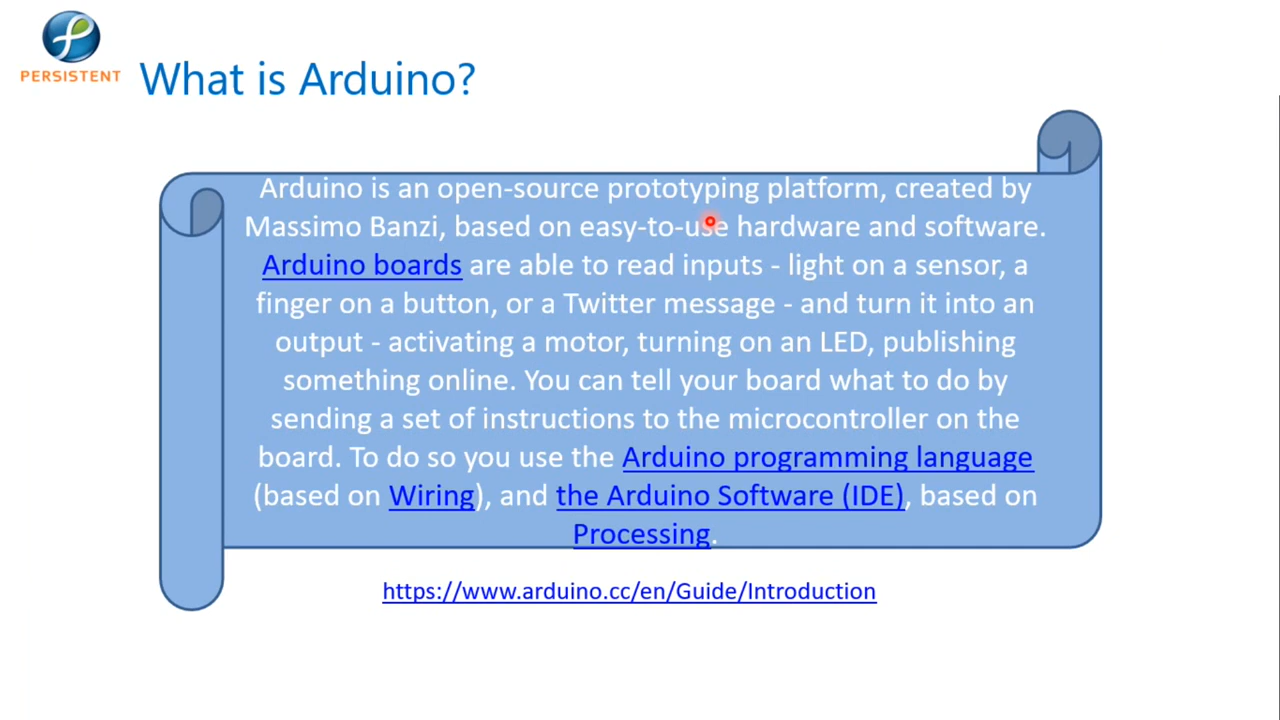 PERSISTENT
What is Arduino?
Arduino is an open-source prototyping platform, created by
Massimo Banzi, based on easy-to-use hardware and software.
Arduino boards are able to read inputs - light on a sensor, a
finger on a button, or a Twitter message - and turn it into an
output - activating a motor, turning on an LED, publishing
something online. You can tell your board what to do by
sending a set of instructions to the microcontroller on the
board. To do so you use the Arduino programming language
(based on Wiring), and the Arduino Software (IDE), based on
Processing.
https://www.arduino.cc/en/Guide/Introduction